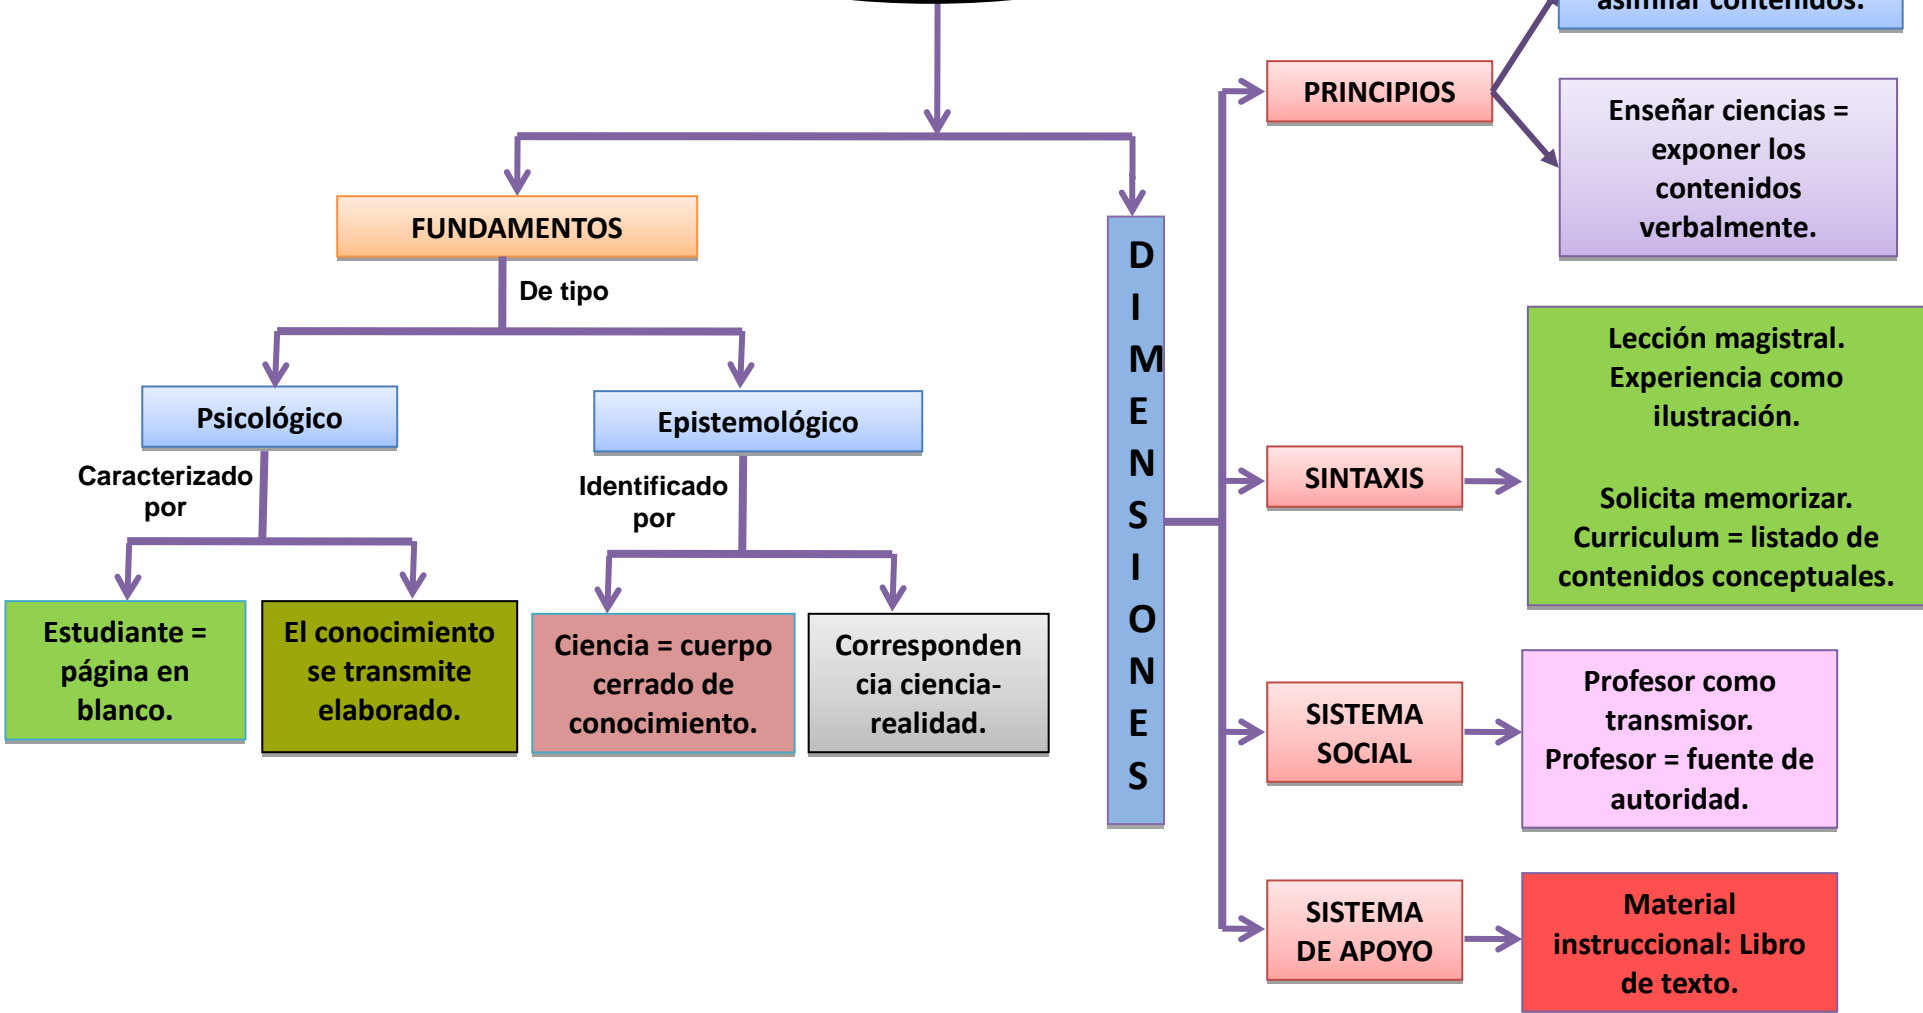 asimilar contenidos.
PRINCIPIOS
Enseñar ciencias =
exponer los
contenidos
verbalmente.
FUNDAMENTOS
De tipo
Psicológico
Epistemológico
Caracterizado
por
Identificado
por
Estudiante =
página en
blanco.
El conocimiento
se transmite
elaborado.
Ciencia = cuerpo
cerrado de
conocimiento.
Corresponden
cia ciencia-
realidad.
D
I
M
E
N
S
I
O
N
E
S
Lección magistral.
Experiencia como
ilustración.
Solicita memorizar.
Curriculum = listado de
contenidos conceptuales.
SINTAXIS
SISTEMA
SOCIAL
Profesor como
transmisor.
Profesor = fuente de
autoridad.
SISTEMA
DE APOYO
Material
instruccional: Libro
de texto.